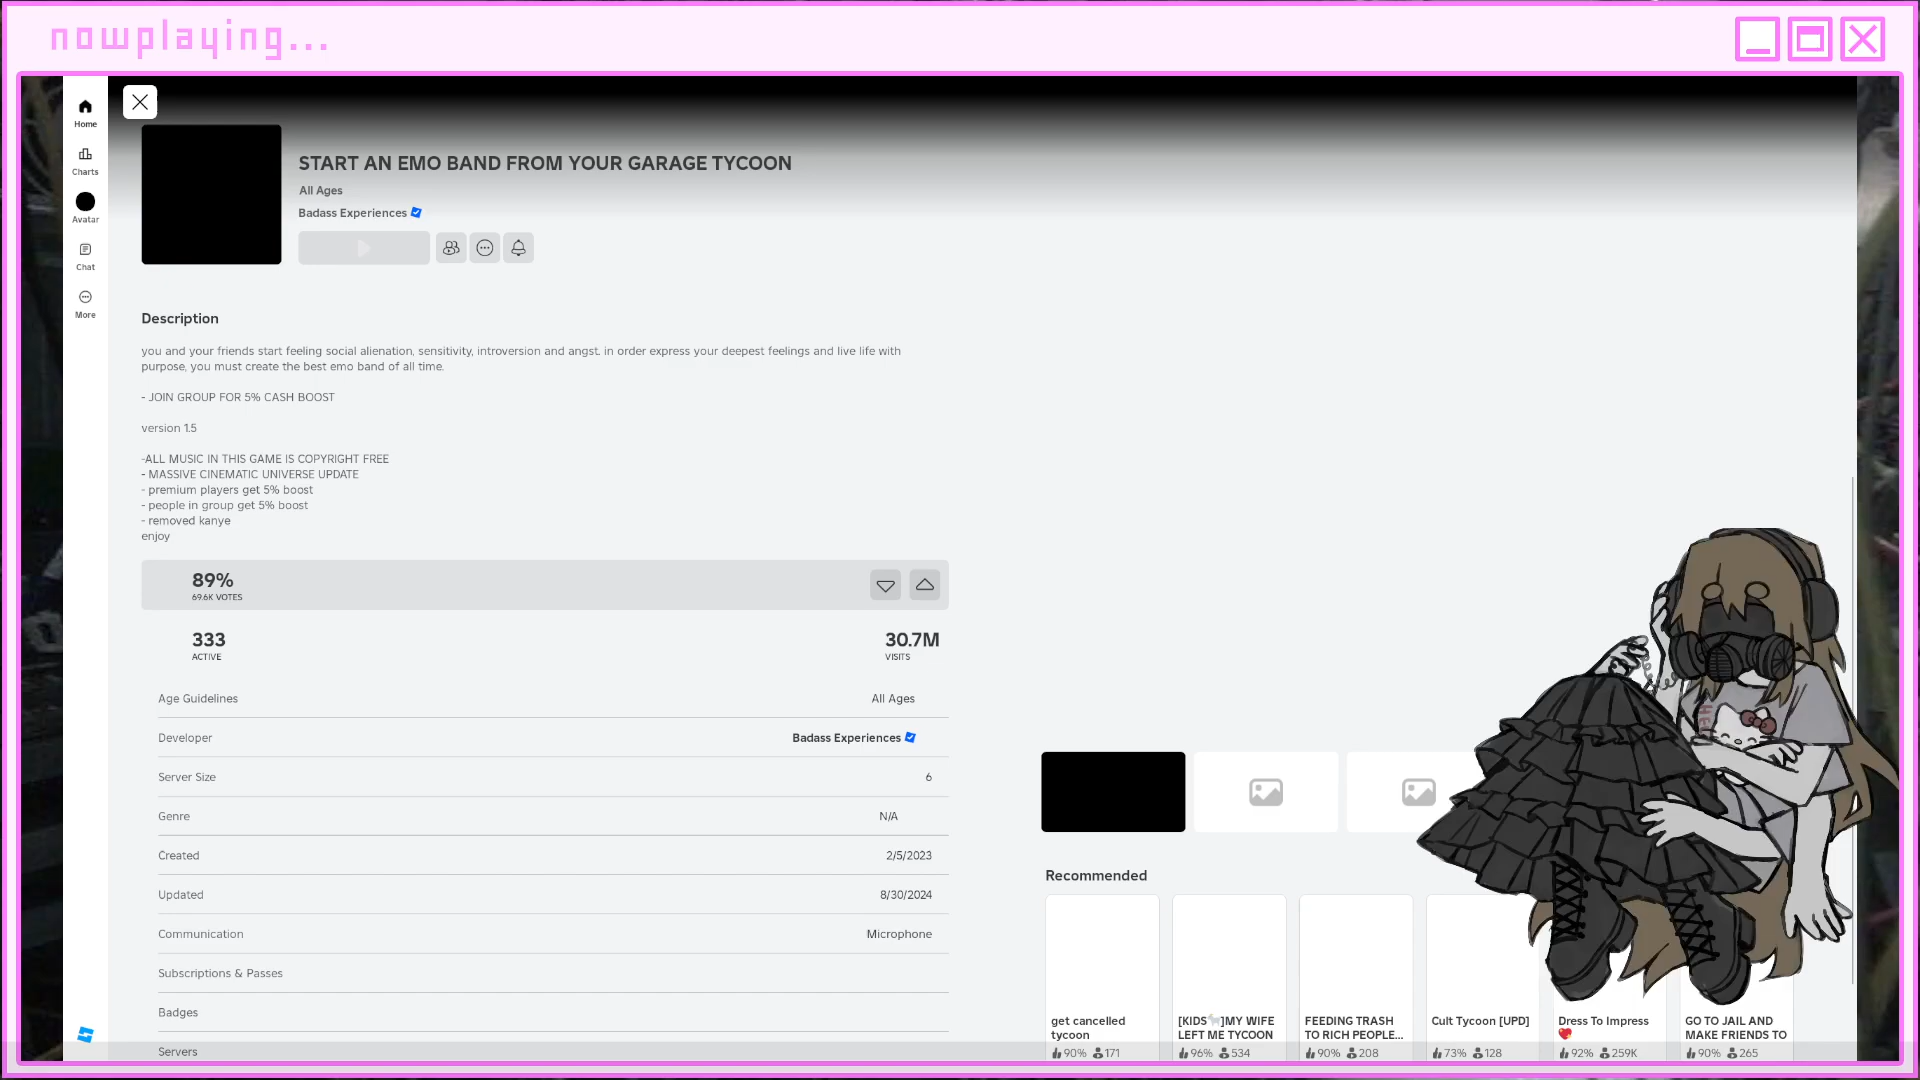 nowplaying...
Home
Charts
Avatar
Chat
More
START AN EMO BAND FROM YOUR GARAGE TYCOON
All Ages
Badass Experiences
Description
you and your friends start feeling social alienation, sensitivity, introversion and angst. in order express your deepest feelings and live life with
purpose, you must create the best emo band of all time.
- JOIN GROUP FOR 5% CASH BOOST
version 1.5
-ALL MUSIC IN THIS GAME IS COPYRIGHT FREE
- MASSIVE CINEMATIC UNIVERSE UPDATE
- premium players get 5% boost
- people in group get 5% boost
- removed kanye
enjoy
89%
69.6K VOTES
333
ACTIVE
30.7M
VISITS
Age Guidelines All Ages
Developer Badass Experiences
Server Size 6
Genre N/A
Created 2/5/2023
Updated 8/30/2024
Communication Microphone
Subscriptions & Passes
Badges
Servers
Recommended
get cancelled
tycoon
90% 171
[KIDS🐩]MY WIFE
LEFT ME TYCOON
96% 534
FEEDING TRASH
TO RICH PEOPLE...
90% 208
Cult Tycoon [UPD]
73% 128
Dress To Impress
💝
92% 259K
GO TO JAIL AND
MAKE FRIENDS TO
90% 265